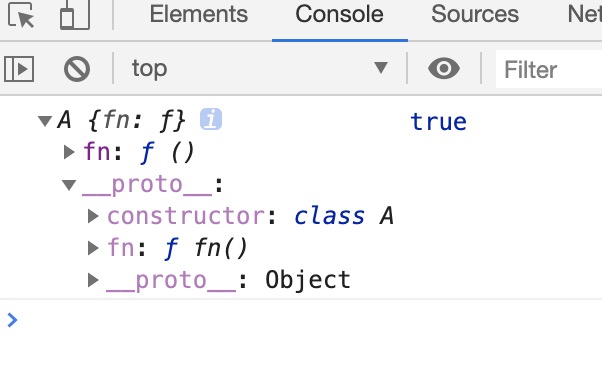 Elements Console Sources Net
top Filter
A {fn: ƒ} i true
fn: ƒ ()
__proto__:
constructor: class A
fn: ƒ fn()
__proto__: Object
>